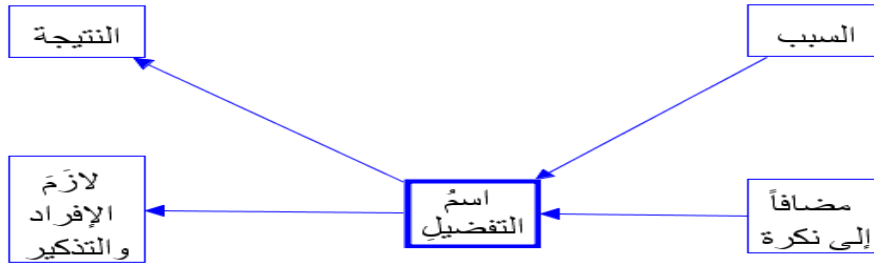 السبب
النتيجة
مضافاً
إلى نكرة
اسمُ
التفضيلِ
لازَمَ
الإفراد
والتذكير